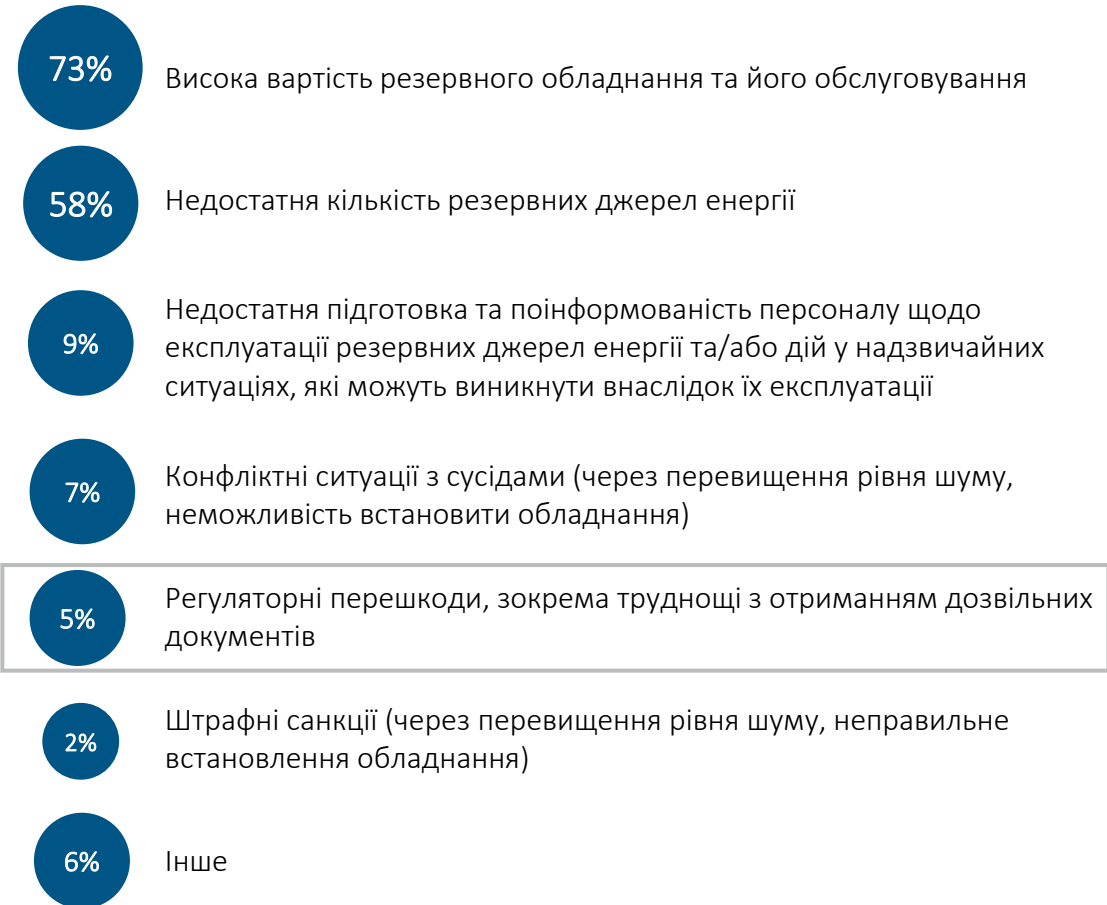 73%
Висока вартість резервного обладнання та його обслуговування
58%
Недостатня кількість резервних джерел енергії
9%
Недостатня підготовка та поінформованість персоналу щодо
експлуатації резервних джерел енергії та/або дій у надзвичайних
ситуаціях, які можуть виникнути внаслідок їх експлуатації
7%
Конфліктні ситуації з сусідами (через перевищення рівня шуму,
неможливість встановити обладнання)
5%
Регуляторні перешкоди, зокрема труднощі з отриманням дозвільних
документів
2%
Штрафні санкції (через перевищення рівня шуму, неправильне
встановлення обладнання)
6%
Інше